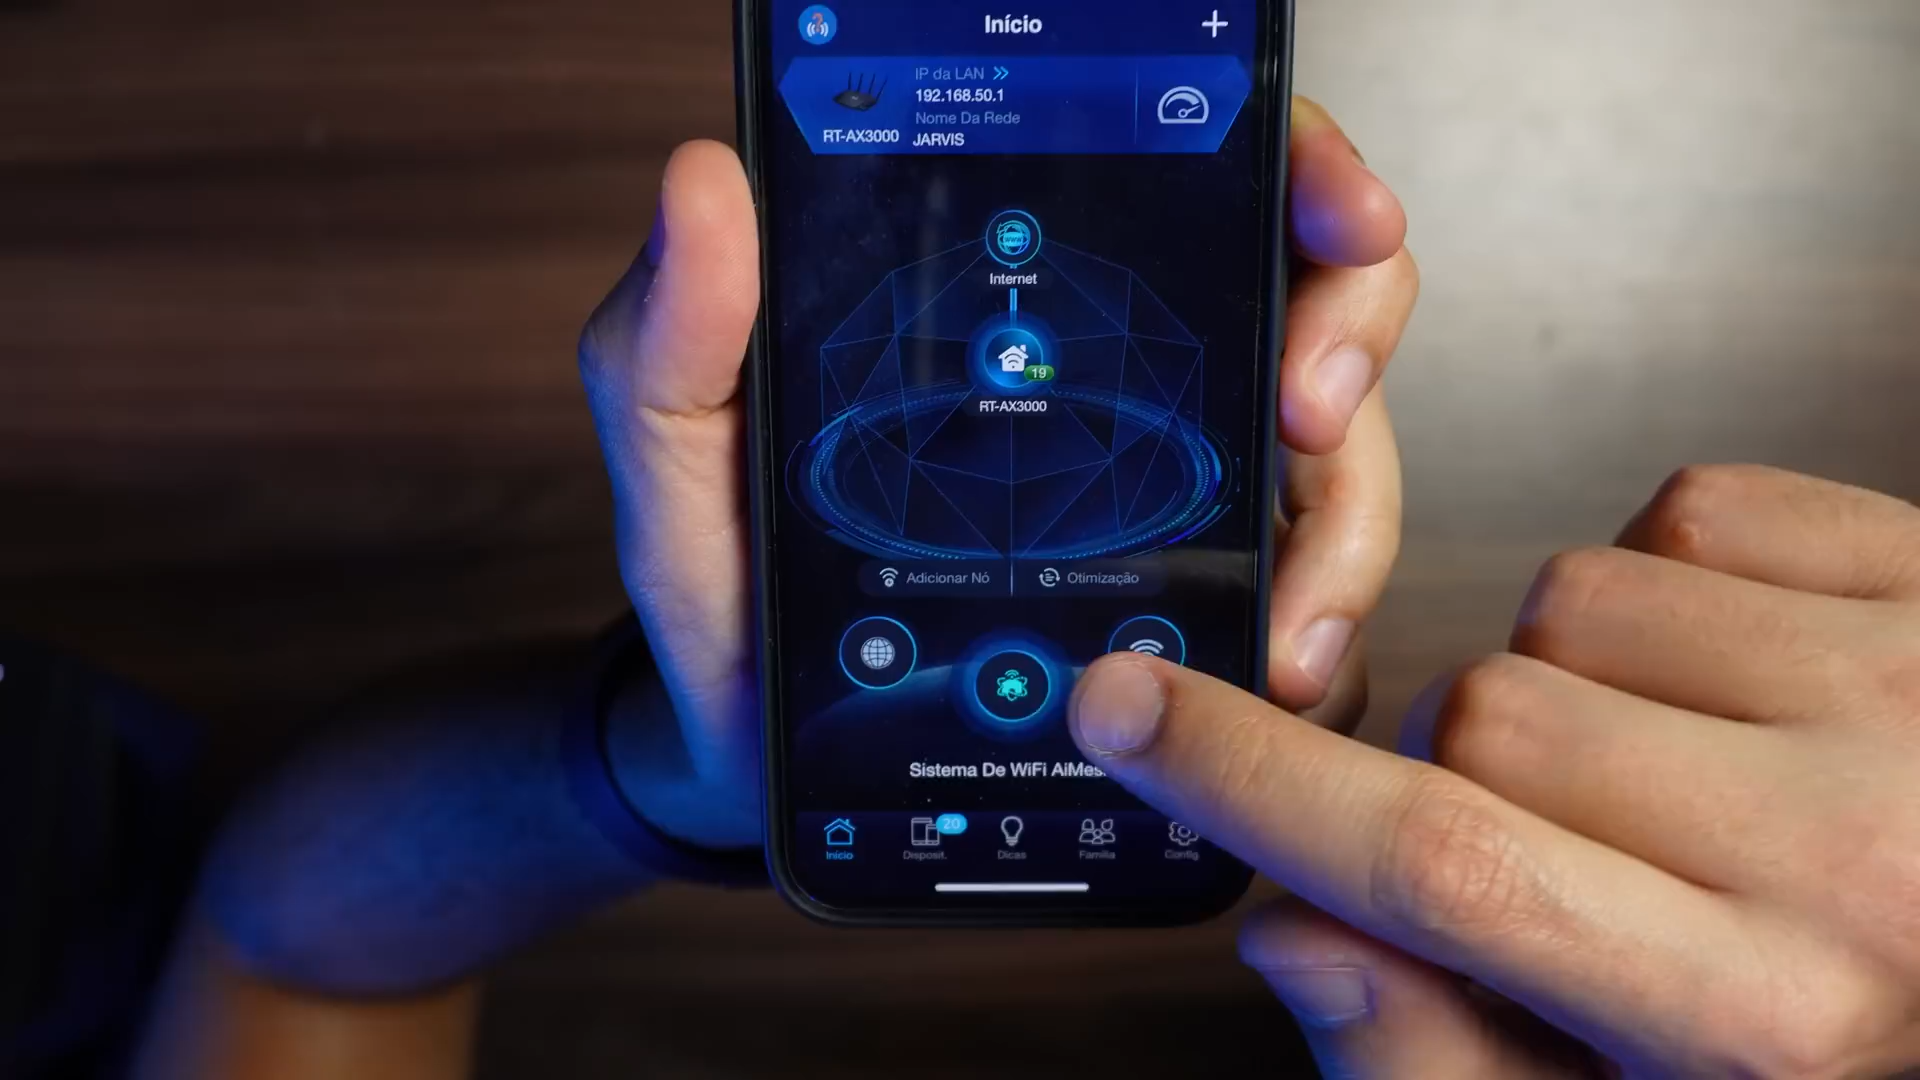 Início
IP da LAN
192.168.50.1
Nome Da Rede
RT-AX3000
JARVIS
www
Internet
19
RT-AX3000
Adicionar Nó
Otimização
Sistema De WiFi AiMes
20
Início
Disposit.
Dicas
Família
Config.